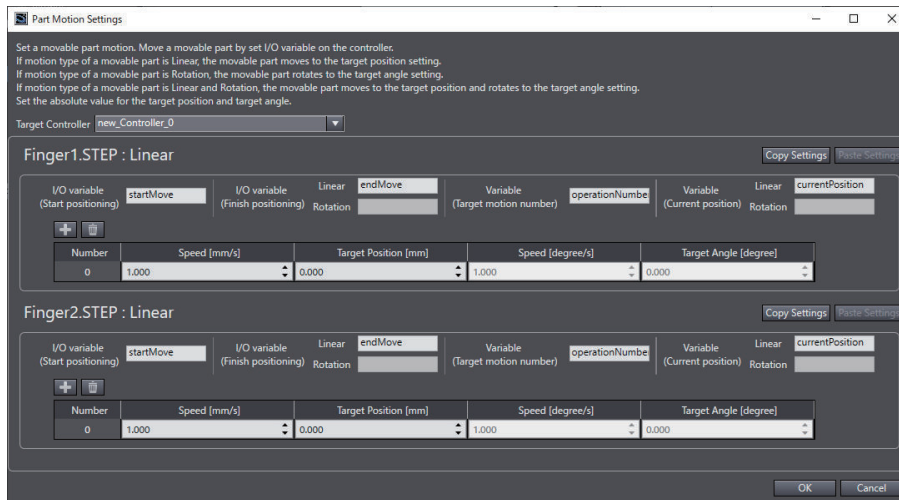 Part Motion Settings
Set a movable part motion. Move a movable part by set I/O variable on the controller.
If motion type of a movable part is Linear, the movable part moves to the target position setting.
If motion type of a movable part is Rotation, the movable part rotates to the target angle setting.
If motion type of a movable part is Linear and Rotation, the movable part moves to the target position and rotates to the target angle setting.
Set the absolute value for the target position and target angle.
Target Controller new_Controller_0
Finger1.STEP : Linear Copy Settings Paste Settings
I/O variable (Start positioning) startMove I/O variable (Finish positioning) Linear endMove Rotation Variable (Target motion number) operationNumbe Variable (Current position) Linear currentPosition Rotation
Number Speed [mm/s] Target Position [mm] Speed [degree/s] Target Angle [degree]
0 1.000 0.000 1.000 0.000
Finger2.STEP : Linear Copy Settings Paste Settings
I/O variable (Start positioning) startMove I/O variable (Finish positioning) Linear endMove Rotation Variable (Target motion number) operationNumbe Variable (Current position) Linear currentPosition Rotation
Number Speed [mm/s] Target Position [mm] Speed [degree/s] Target Angle [degree]
0 1.000 0.000 1.000 0.000
OK Cancel